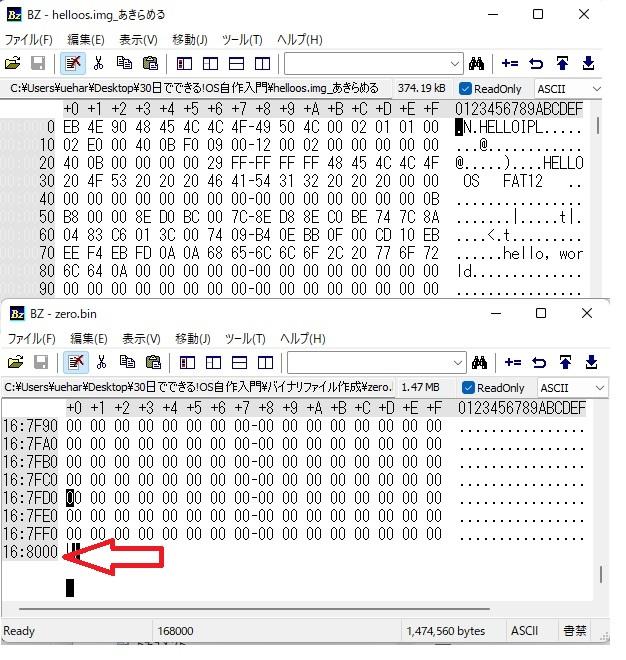 BZ - helloos.img_あきらめる
ファイル(F) 編集(E) 表示(V) 移動(J) ツール(T) ヘルプ(H)
C:¥Users¥uehar¥Desktop¥30日でできる!OS自作入門¥helloos.img_あきらめる 374.19 kB ReadOnly ASCII
+0 +1 +2 +3 +4 +5 +6 +7 +8 +9 +A +B +C +D +E +F 0123456789ABCDEF
0 EB 4E 90 48 45 4C 4C 4F-49 50 4C 00 02 01 01 00 .N.HELLOIPL.....
10 02 E0 00 40 0B F0 09 00-12 00 02 00 00 00 00 00 ...@............
20 40 0B 00 00 00 00 29 FF-FF FF FF 48 45 4C 4C 4F @.....)....HELLO
30 20 4F 53 20 20 20 46 41-54 31 32 20 20 20 00 00 OS FAT12 ..
40 00 00 00 00 00 00 00 00-00 00 00 00 00 00 00 0B ................
50 B8 00 00 8E D0 BC 00 7C-8E D8 8E C0 BE 74 7C 8A .......|.....t|.
60 04 83 C6 01 3C 00 74 09-B4 0E BB 0F 00 CD 10 EB ....<.t.........
70 EE F4 EB FD 0A 0A 68 65-6C 6C 6F 2C 20 77 6F 72 ......hello, wor
80 6C 64 0A 00 00 00 00 00-00 00 00 00 00 00 00 00 ld..............
90 00 00 00 00 00 00 00 00-00 00 00 00 00 00 00 00 ................
BZ - zero.bin
ファイル(F) 編集(E) 表示(V) 移動(J) ツール(T) ヘルプ(H)
C:¥Users¥uehar¥Desktop¥30日でできる!OS自作入門¥バイナリファイル作成¥zero. 1.47 MB ReadOnly ASCII
+0 +1 +2 +3 +4 +5 +6 +7 +8 +9 +A +B +C +D +E +F 0123456789ABCDEF
16:7F90 00 00 00 00 00 00 00 00-00 00 00 00 00 00 00 00 ................
16:7FA0 00 00 00 00 00 00 00 00-00 00 00 00 00 00 00 00 ................
16:7FB0 00 00 00 00 00 00 00 00-00 00 00 00 00 00 00 00 ................
16:7FC0 00 00 00 00 00 00 00 00-00 00 00 00 00 00 00 00 ................
16:7FD0 00 00 00 00 00 00 00 00-00 00 00 00 00 00 00 00 ................
16:7FE0 00 00 00 00 00 00 00 00-00 00 00 00 00 00 00 00 ................
16:7FF0 00 00 00 00 00 00 00 00-00 00 00 00 00 00 00 00 ................
16:8000
Ready 168000 1,474,560 bytes ASCII 書禁